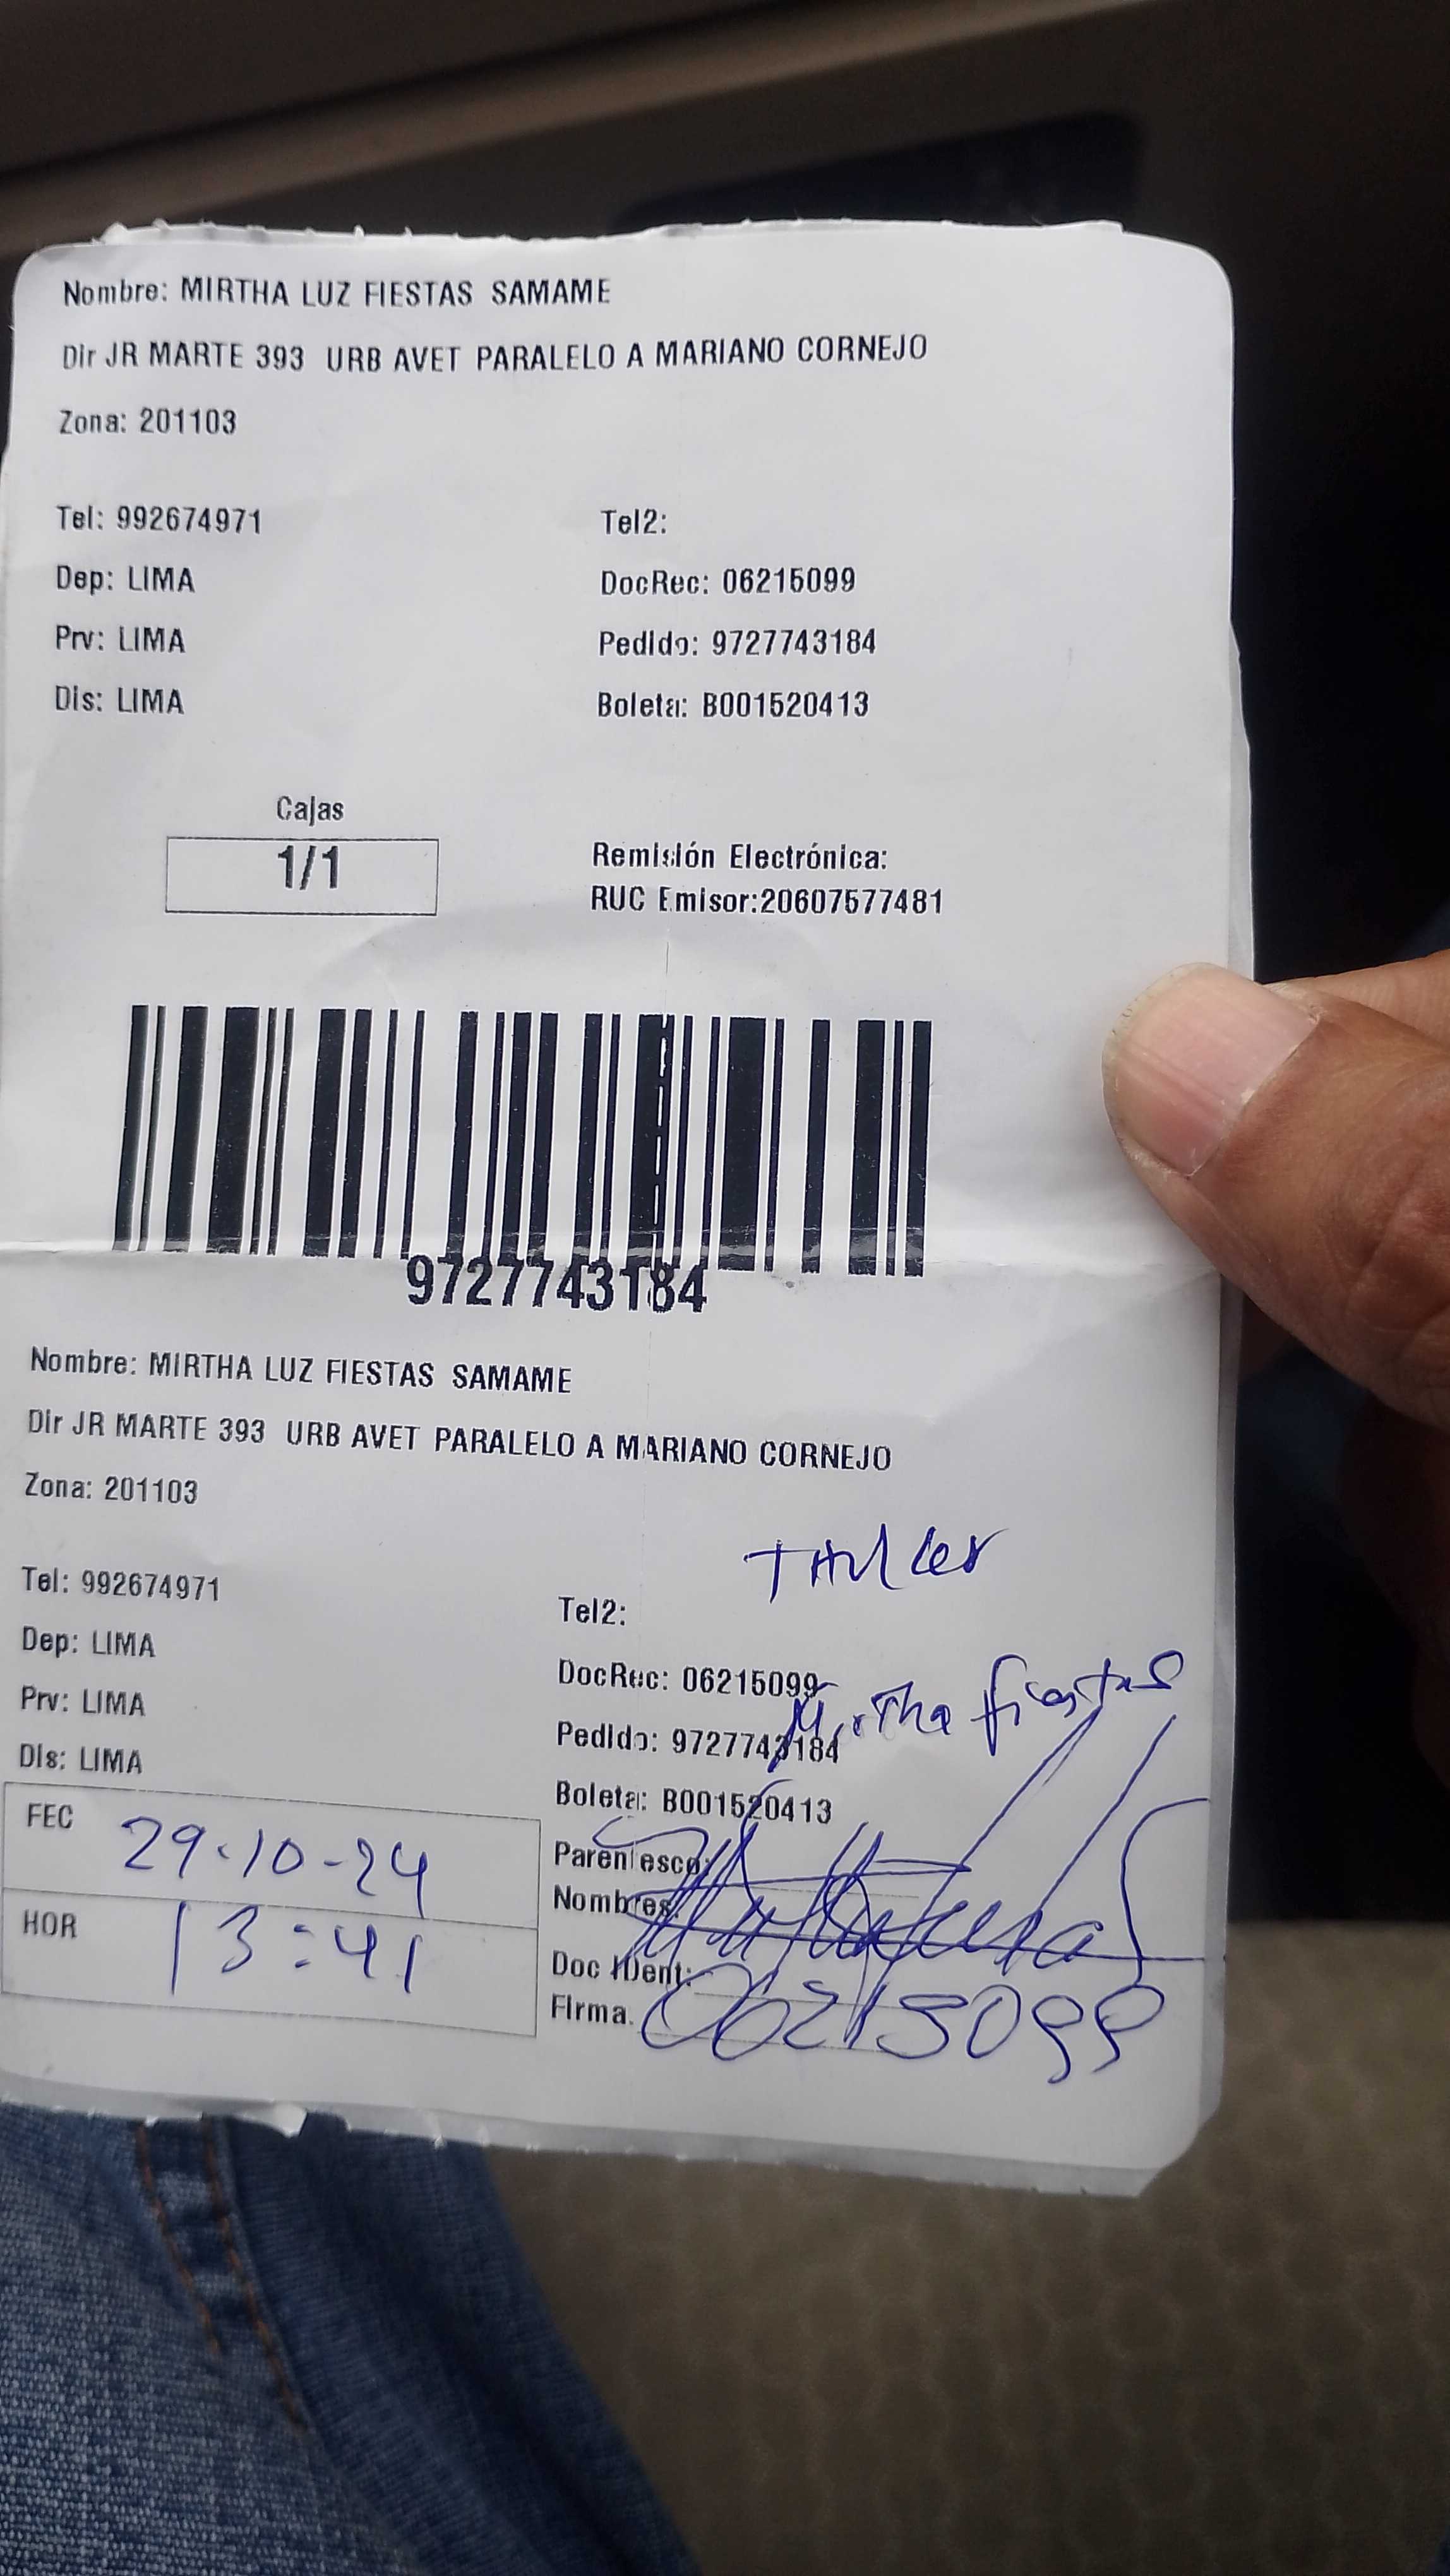 Nombre: MIRTHA LUZ FIESTAS SAMAME
Dir JR MARTE 393 URB AVET PARALELO A MARIANO CORNEJO
Zona: 201103
Tel: 992674971 Tel2:
Dep: LIMA DocRec: 06215099
Prv: LIMA Pedido: 9727743184
Dis: LIMA Boleta: B001520413
Cajas
1/1
Remisión Electrónica:
RUC Emisor:20607577481
9727743184
Nombre: MIRTHA LUZ FIESTAS SAMAME
Dir JR MARTE 393 URB AVET PARALELO A MARIANO CORNEJO
Zona: 201103
Tel: 992674971 Tel2:
Dep: LIMA DocRec: 06215099
Mirtha fiestas
Prv: LIMA Pedido: 9727743184
Dis: LIMA Boleta: B001520413
FEC 29-10-24
Parentesco:
Nombres:
HOR 13:41
Doc Ident:
Firma. 06215099